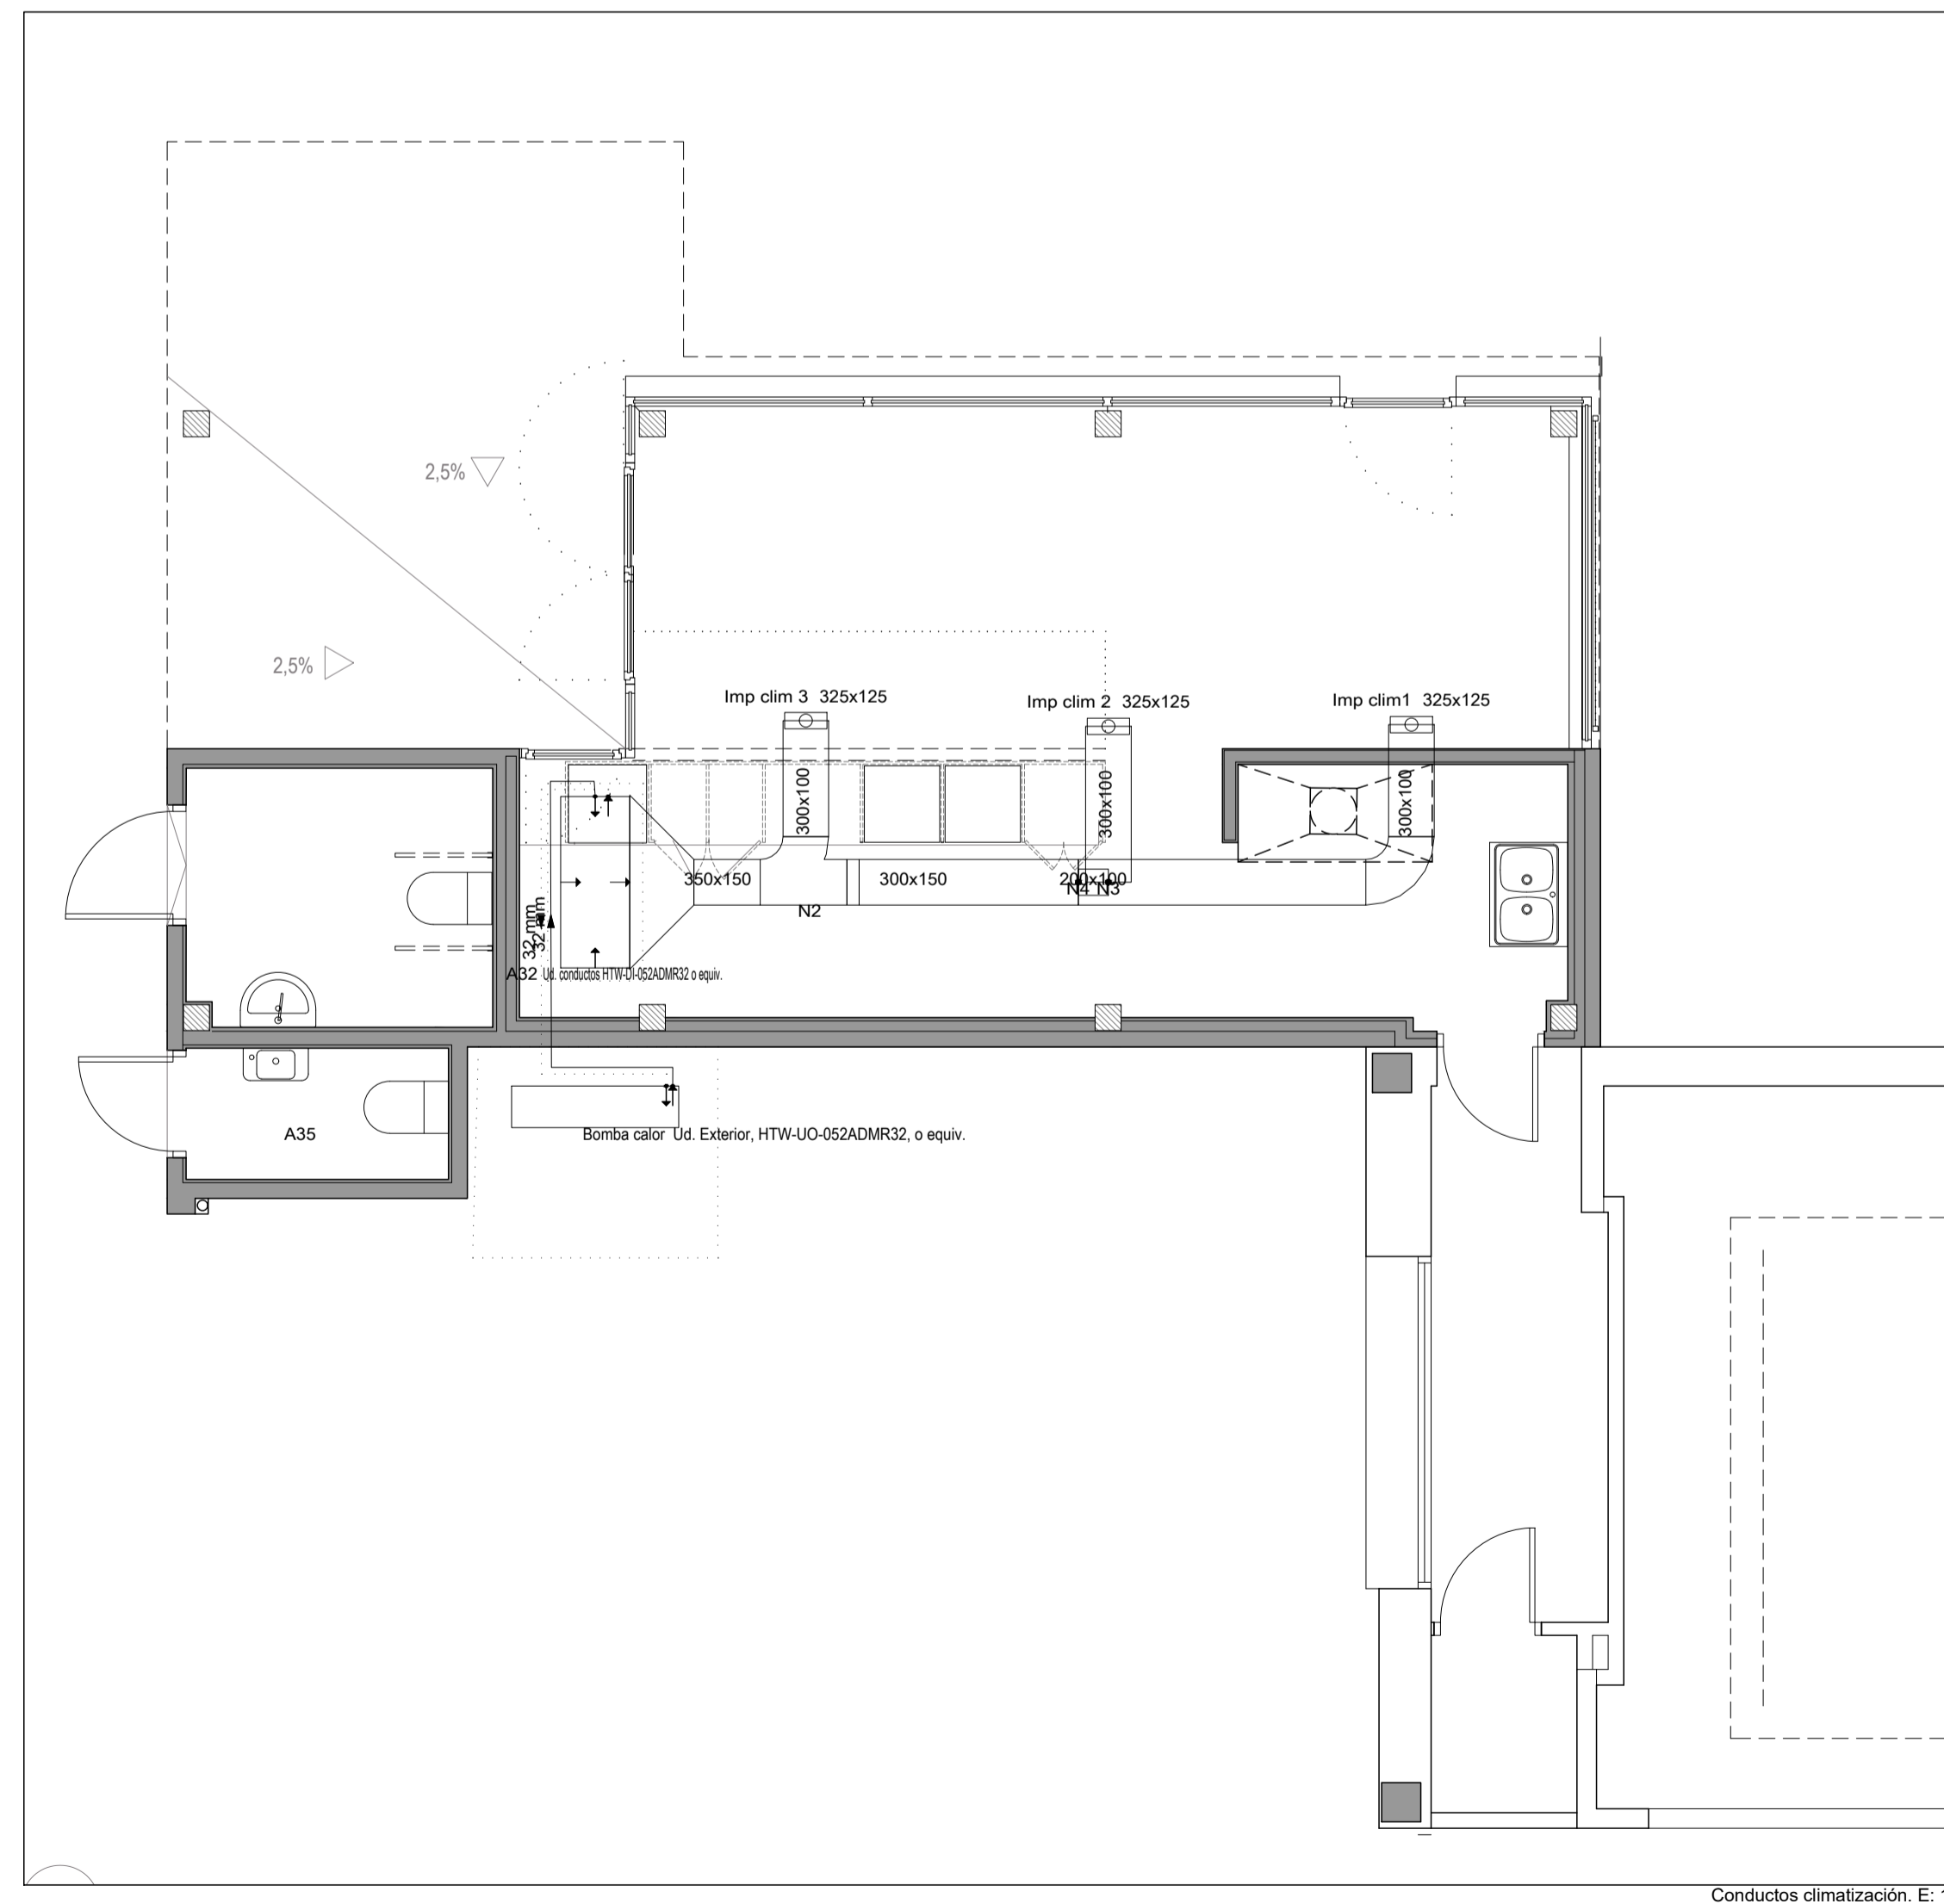 2,5%
2,5%
Imp clim 3 325x125
Imp clim 2 325x125
Imp clim1 325x125
300x100
300x100
300x100
350x150
300x150
200x100
N4 N3
N2
32 mm
32 mm
A32 Ud. conductos HTW-DI-052ADMR32 o equiv.
A35
Bomba calor Ud. Exterior, HTW-UO-052ADMR32, o equiv.
Conductos climatización. E: